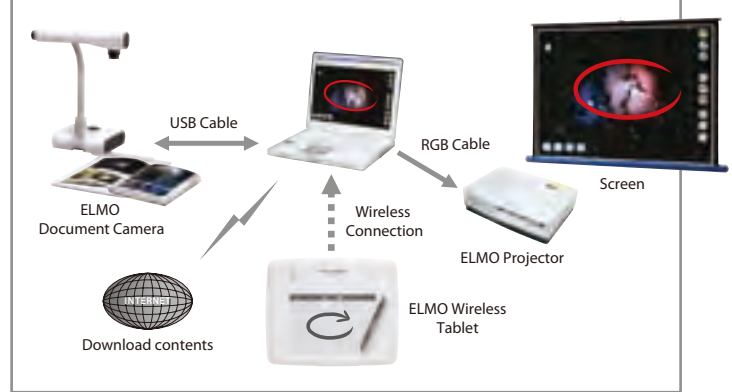 USB Cable
RGB Cable
Screen
ELMO
Document Camera
Wireless
Connection
ELMO Projector
INTERNET
ELMO Wireless
Tablet
Download contents